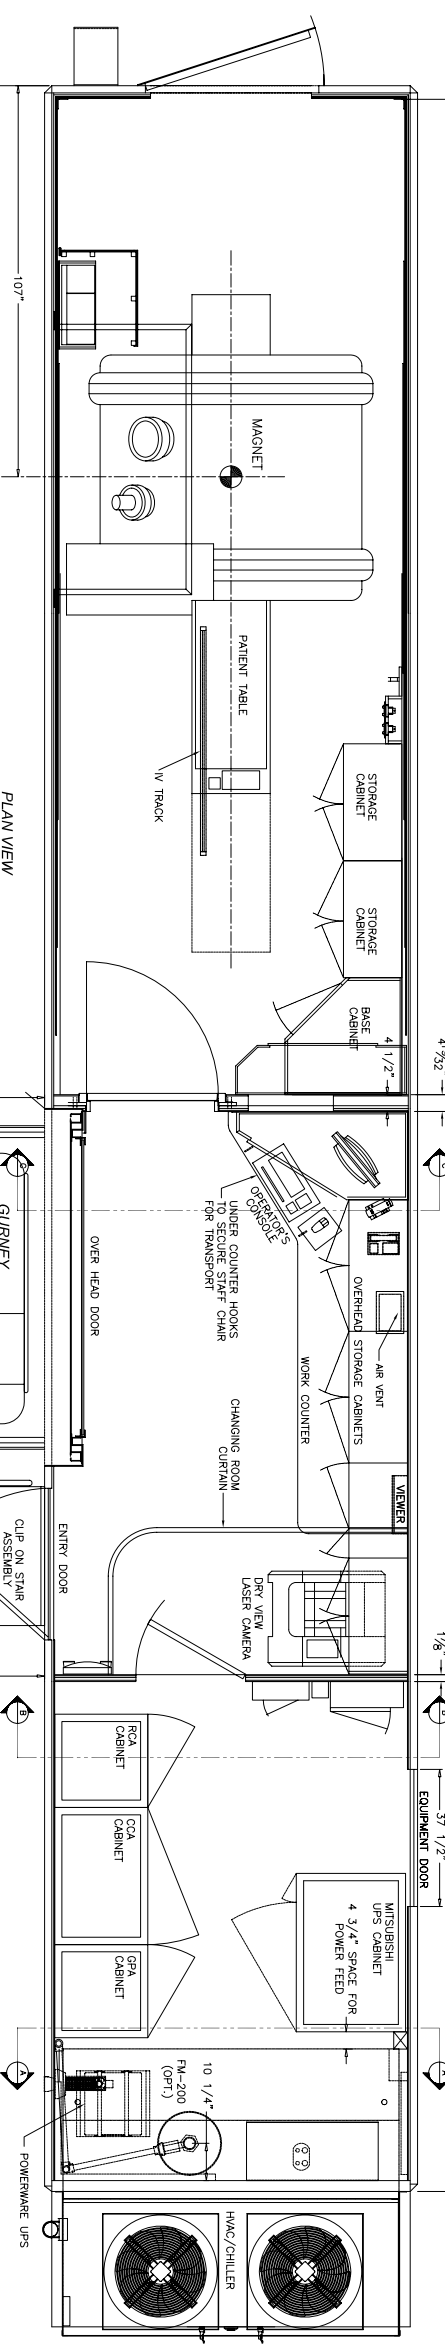 107"
MAGNET
PATIENT TABLE
IV TRACK
PLAN VIEW
STORAGE
CABINET
STORAGE
CABINET
BASE
CABINET
4 1/2"
C
C
GURNEY
OPERATOR'S
CONSOLE
UNDER COUNTER HOOKS
TO SECURE STAFF CHAIR
FOR TRANSPORT
OVER HEAD DOOR
OVERHEAD STORAGE CABINETS
AIR VENT
WORK COUNTER
VIEWER
CHANGING ROOM
CURTAIN
ENTRY DOOR
CLIP ON STAIR
ASSEMBLY
DRY VIEW
LASER CAMERA
B
B
37 1/2"
EQUIPMENT DOOR
RCA
CABINET
CCA
CABINET
GPA
CABINET
MITSUBISHI
UPS CABINET
4 3/4" SPACE FOR
POWER FEED
A
A
10 1/4"
FM-200
(OPT.)
POWERWARE UPS
HVAC/CHILLER